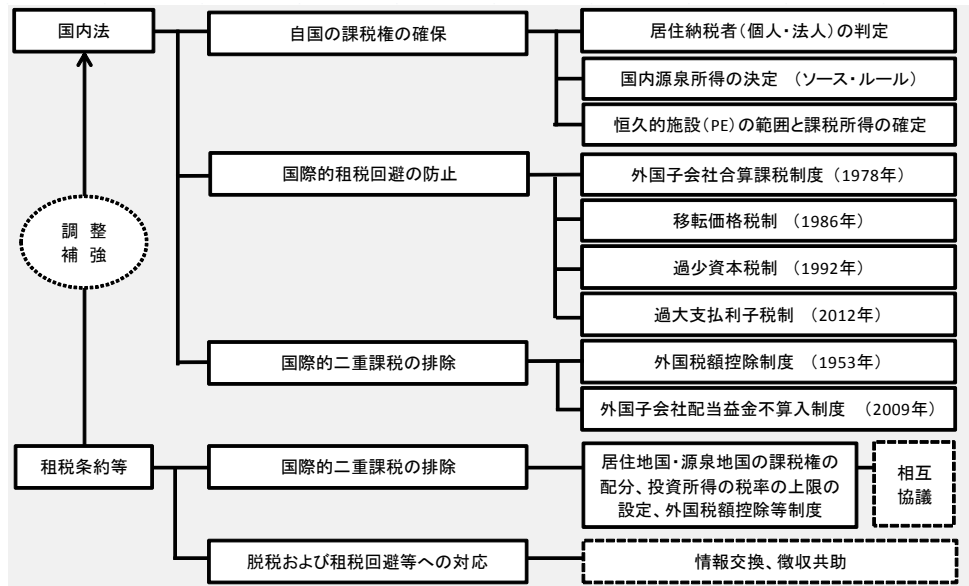 国内法
自国の課税権の確保
居住納税者（個人・法人）の判定
国内源泉所得の決定　（ソース・ルール）
恒久的施設（PE）の範囲と課税所得の確定
国際的租税回避の防止
外国子会社合算課税制度　（1978年）
移転価格税制　（1986年）
過少資本税制　（1992年）
過大支払利子税制　（2012年）
調　整
補　強
国際的二重課税の排除
外国税額控除制度　（1953年）
外国子会社配当益金不算入制度　（2009年）
租税条約等
国際的二重課税の排除
居住地国・源泉地国の課税権の
配分、投資所得の税率の上限の
設定、外国税額控除等制度
相互
協議
脱税および租税回避等への対応
情報交換、徴収共助